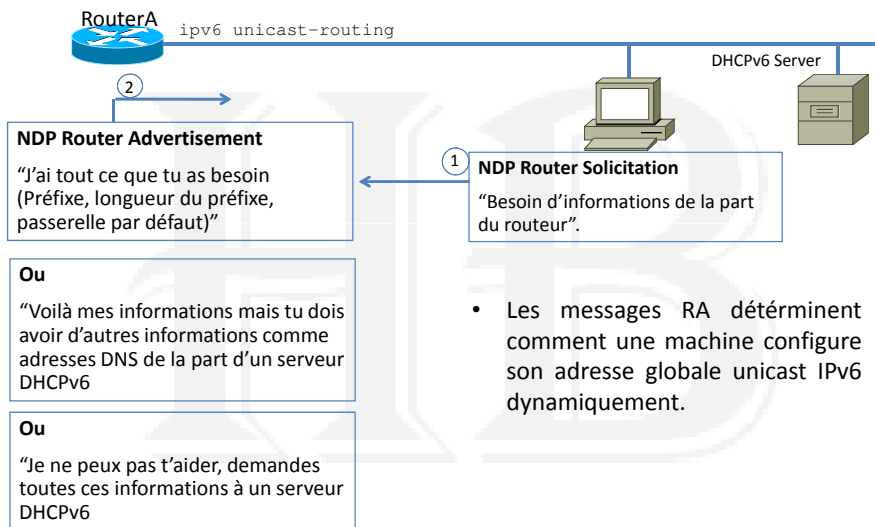 RouterA
ipv6 unicast-routing
DHCPv6 Server
2
NDP Router Advertisement
“J’ai tout ce que tu as besoin
(Préfixe, longueur du préfixe,
passerelle par défaut)”
1
NDP Router Solicitation
“Besoin d’informations de la part
du routeur”.
Ou
“Voilà mes informations mais tu dois
avoir d’autres informations comme
adresses DNS de la part d’un serveur
DHCPv6
• Les messages RA détérminent
comment une machine configure
son adresse globale unicast IPv6
dynamiquement.
Ou
“Je ne peux pas t’aider, demandes
toutes ces informations à un serveur
DHCPv6
HB